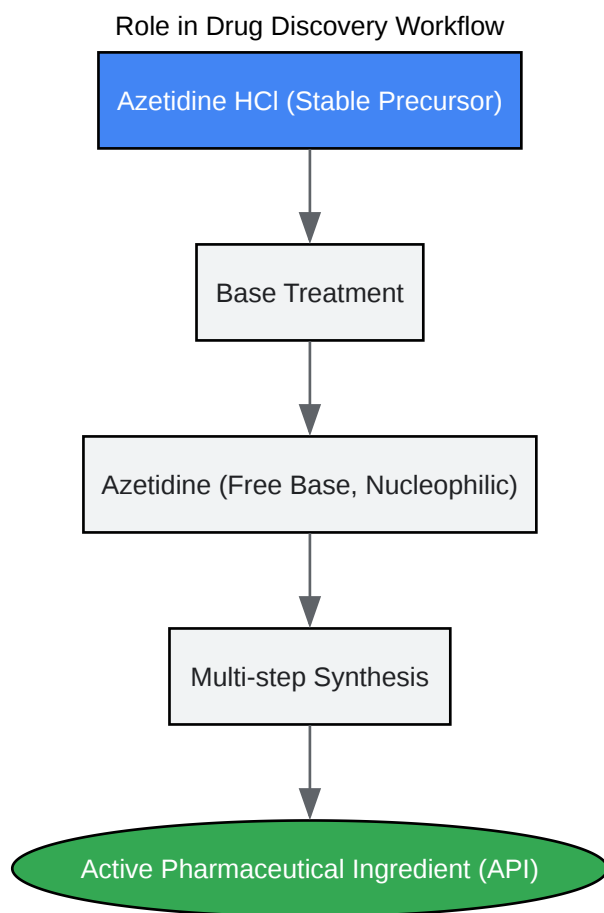 Role in Drug Discovery Workflow
Azetidine HCl (Stable Precursor)
Base Treatment
Azetidine (Free Base, Nucleophilic)
Multi-step Synthesis
Active Pharmaceutical Ingredient (API)